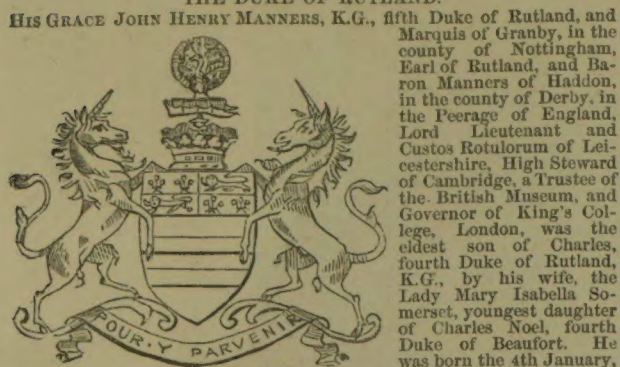 THE DUKE OF RUTLAND.
HIS GRACE JOHN HENRY MANNERS, K.G., fifth Duke of Rutland, and
Marquis of Granby, in the
county of Nottingham,
Earl of Rutland, and Ba-
ron Manners of Haddon,
in the county of Derby, in
the Peerage of England,
Lord Lieutenant and
Custos Rotulorum of Lei-
cestershire, High Steward
of Cambridge, a Trustee of
the British Museum, and
Governor of King's Col-
lege, London, was the
eldest son of Charles,
fourth Duke of Rutland,
K.G., by his wife, the
Lady Mary Isabella So-
merset, youngest daughter
of Charles Noel, fourth
Duke of Beaufort. He
was born the 4th January,
POUR·Y PARVENIR